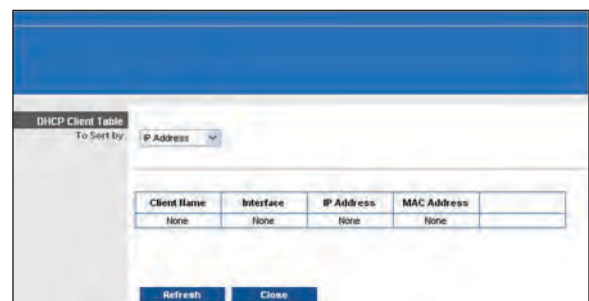 DHCP Client Table
To Sort by
IP Address
Client Name Interface IP Address MAC Address
None None None None
Refresh Close